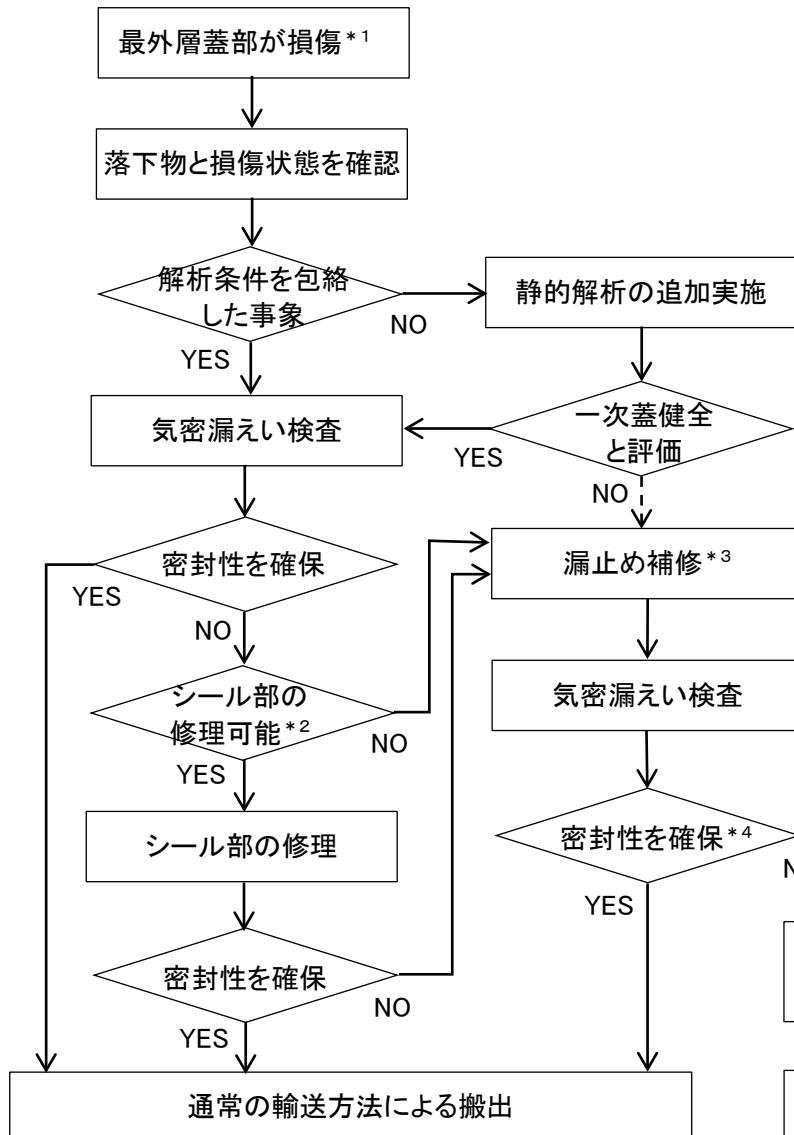 最外層蓋部が損傷*1
落下物と損傷状態を確認
解析条件を包絡
した事象
NO
YES
静的解析の追加実施
気密漏えい検査
一次蓋健全
と評価
YES
NO
密封性を確保
YES
NO
漏止め補修*3
シール部の
修理可能*2
NO
YES
気密漏えい検査
シール部の修理
密封性を確保*4
YES
密封性を確保
NO
YES
通常の輸送方法による搬出